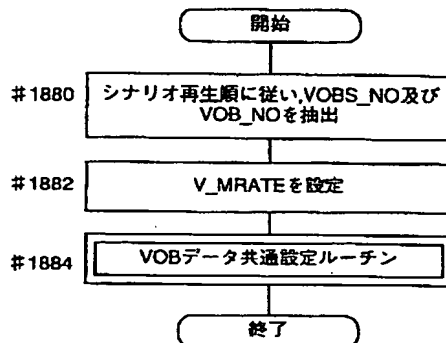 開始
#1880
シナリオ再生順に従い,VOBS_NO及び
VOB_NOを抽出
#1882
V_MRATEを設定
#1884
VOBデータ共通設定ルーチン
終了